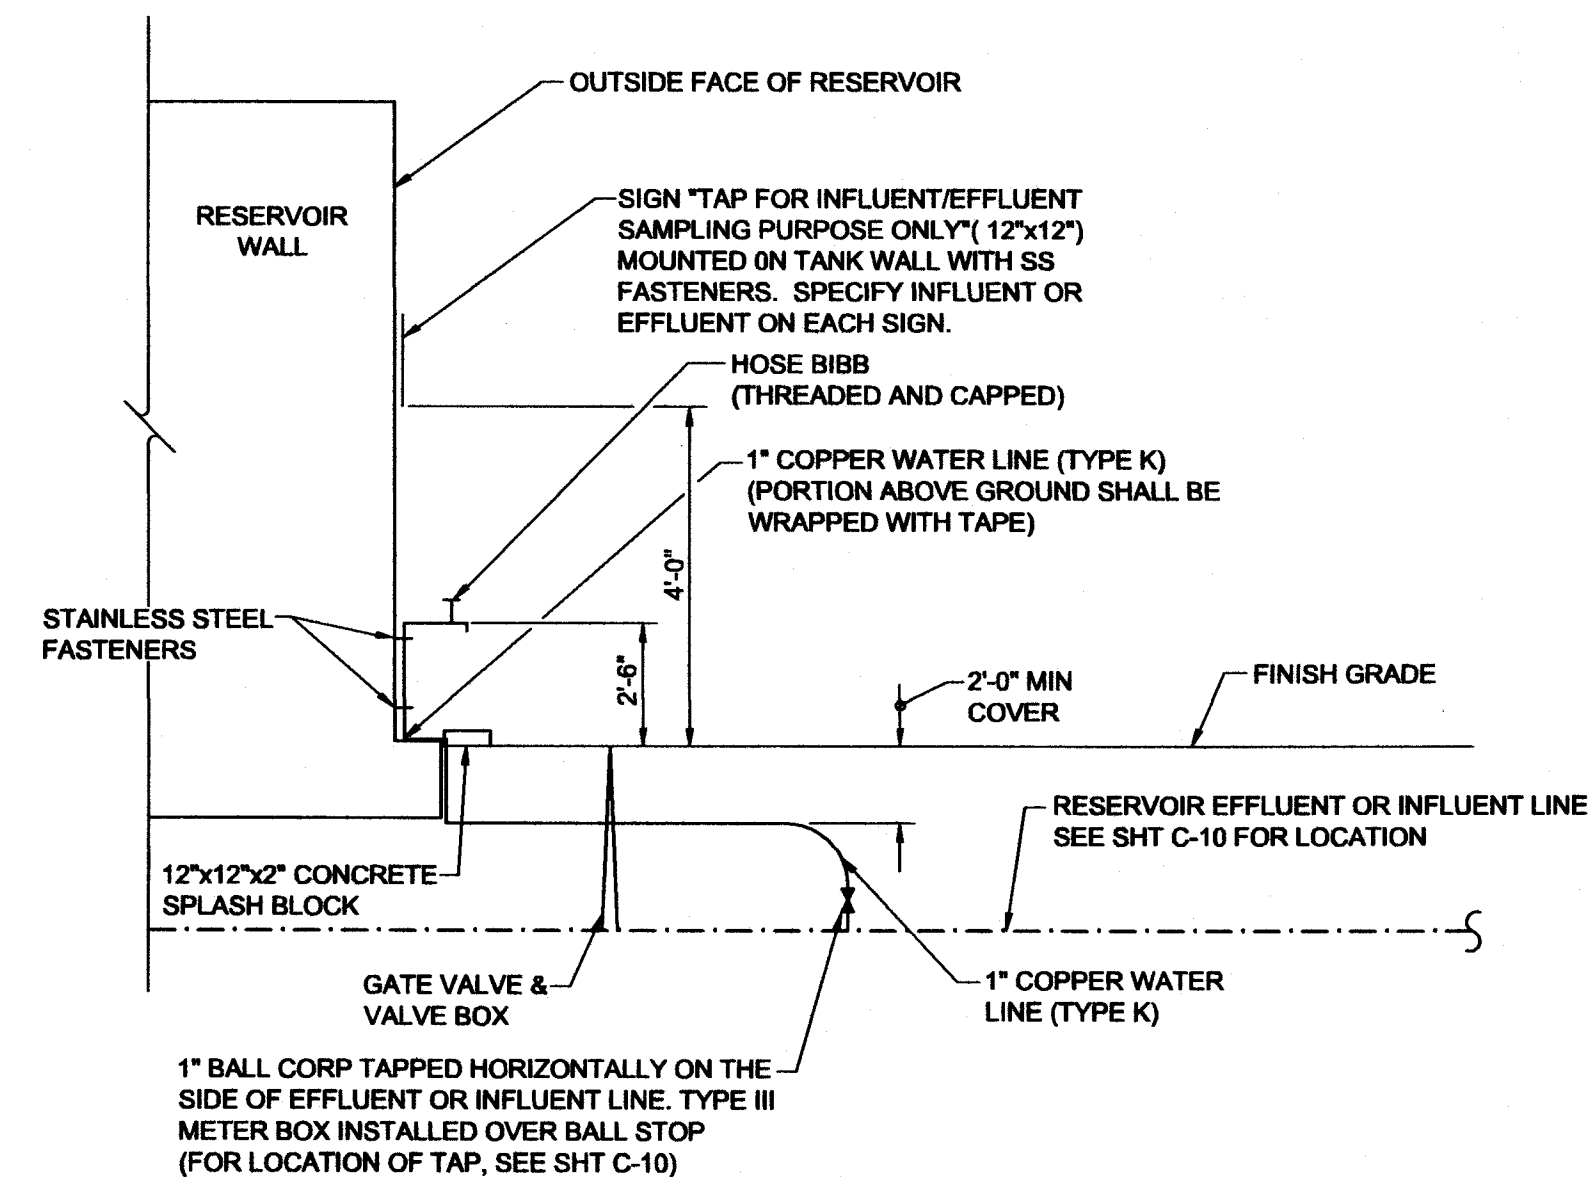 OUTSIDE FACE OF RESERVOIR
RESERVOIR
WALL
SIGN "TAP FOR INFLUENT/EFFLUENT
SAMPLING PURPOSE ONLY"( 12"x12")
MOUNTED 0N TANK WALL WITH SS
FASTENERS. SPECIFY INFLUENT OR
EFFLUENT ON EACH SIGN.
HOSE BIBB
(THREADED AND CAPPED)
1" COPPER WATER LINE (TYPE K)
(PORTION ABOVE GROUND SHALL BE
WRAPPED WITH TAPE)
4'-0"
STAINLESS STEEL
FASTENERS
2'-6"
2'-0" MIN
COVER
FINISH GRADE
RESERVOIR EFFLUENT OR INFLUENT LINE
SEE SHT C-10 FOR LOCATION
12"x12"x2" CONCRETE
SPLASH BLOCK
GATE VALVE &
VALVE BOX
1" COPPER WATER
LINE (TYPE K)
1" BALL CORP TAPPED HORIZONTALLY ON THE
SIDE OF EFFLUENT OR INFLUENT LINE. TYPE III
METER BOX INSTALLED OVER BALL STOP
(FOR LOCATION OF TAP, SEE SHT C-10)